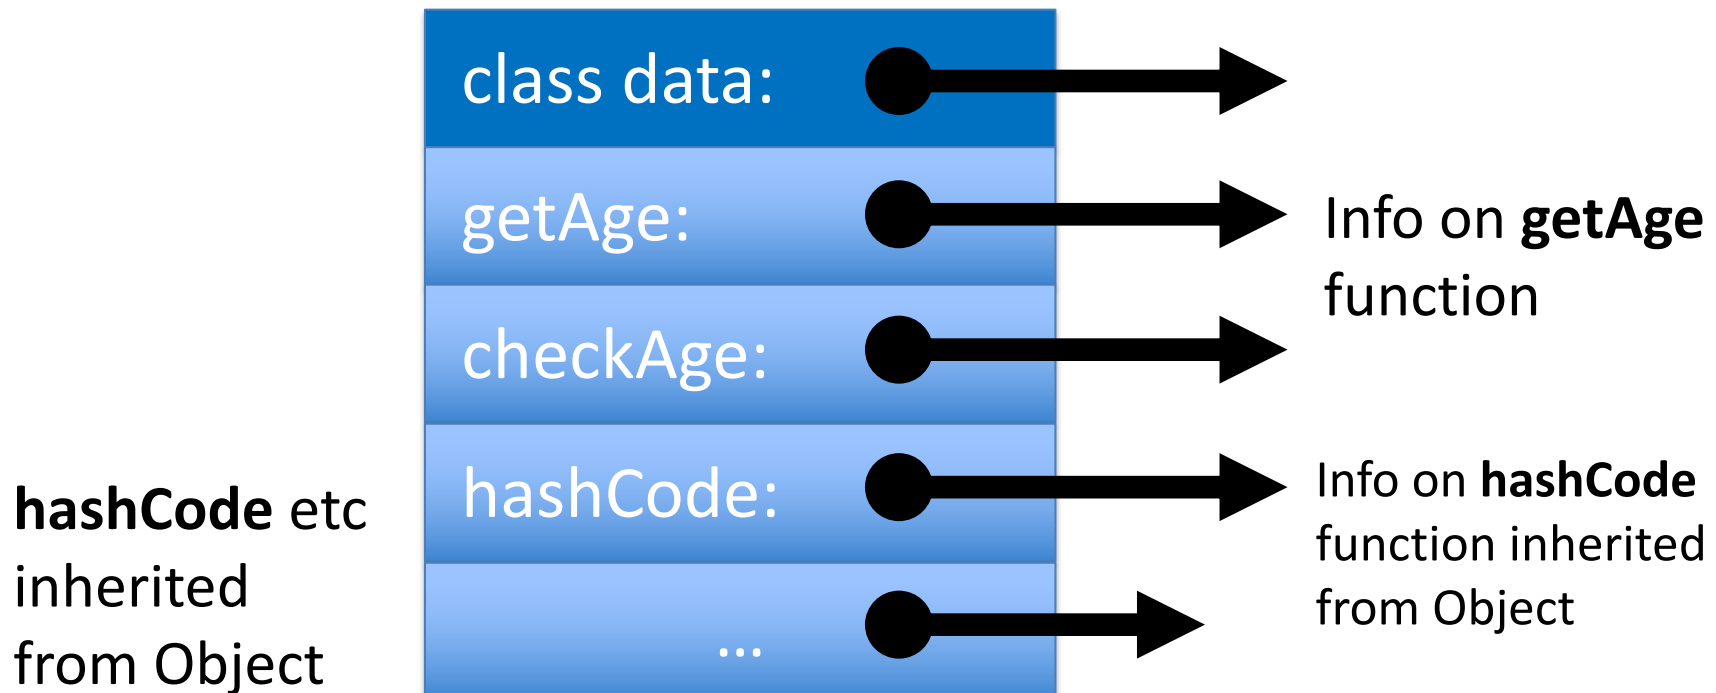 class data:
getAge:
Info on getAge
function
checkAge:
hashCode:
Info on hashCode
function inherited
from Object
hashCode etc
inherited
from Object
...